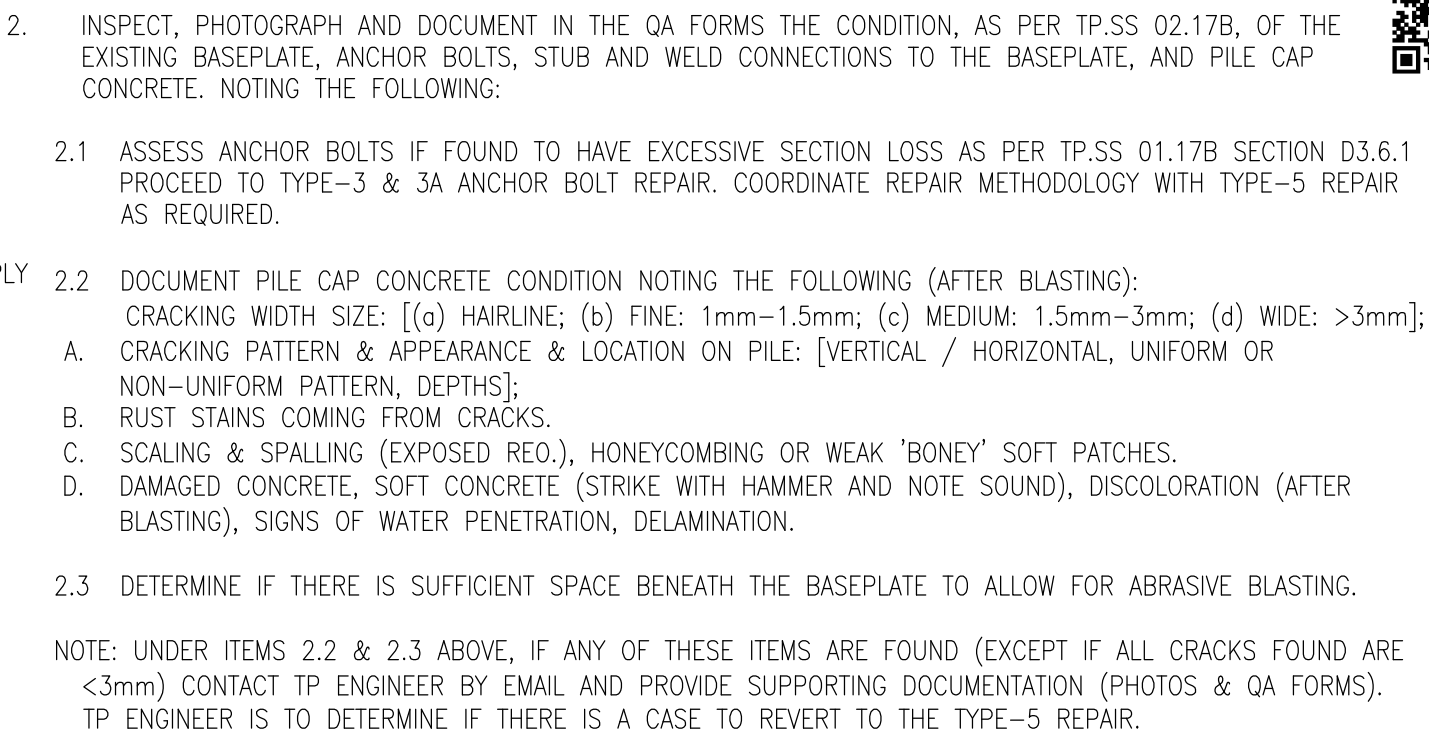 2. INSPECT, PHOTOGRAPH AND DOCUMENT IN THE QA FORMS THE CONDITION, AS PER TP.SS 02.17B, OF THE
EXISTING BASEPLATE, ANCHOR BOLTS, STUB AND WELD CONNECTIONS TO THE BASEPLATE, AND PILE CAP
CONCRETE. NOTING THE FOLLOWING:
2.1 ASSESS ANCHOR BOLTS IF FOUND TO HAVE EXCESSIVE SECTION LOSS AS PER TP.SS 01.17B SECTION D3.6.1
PROCEED TO TYPE-3 & 3A ANCHOR BOLT REPAIR. COORDINATE REPAIR METHODOLOGY WITH TYPE-5 REPAIR
AS REQUIRED.
PLY
2.2 DOCUMENT PILE CAP CONCRETE CONDITION NOTING THE FOLLOWING (AFTER BLASTING):
CRACKING WIDTH SIZE: [(a) HAIRLINE; (b) FINE: 1mm-1.5mm; (c) MEDIUM: 1.5mm-3mm; (d) WIDE: >3mm];
A. CRACKING PATTERN & APPEARANCE & LOCATION ON PILE: [VERTICAL / HORIZONTAL, UNIFORM OR
NON-UNIFORM PATTERN, DEPTHS];
B. RUST STAINS COMING FROM CRACKS.
C. SCALING & SPALLING (EXPOSED REO.), HONEYCOMBING OR WEAK 'BONEY' SOFT PATCHES.
D. DAMAGED CONCRETE, SOFT CONCRETE (STRIKE WITH HAMMER AND NOTE SOUND), DISCOLORATION (AFTER
BLASTING), SIGNS OF WATER PENETRATION, DELAMINATION.
2.3 DETERMINE IF THERE IS SUFFICIENT SPACE BENEATH THE BASEPLATE TO ALLOW FOR ABRASIVE BLASTING.
NOTE: UNDER ITEMS 2.2 & 2.3 ABOVE, IF ANY OF THESE ITEMS ARE FOUND (EXCEPT IF ALL CRACKS FOUND ARE
<3mm) CONTACT TP ENGINEER BY EMAIL AND PROVIDE SUPPORTING DOCUMENTATION (PHOTOS & QA FORMS).
TP ENGINEER IS TO DETERMINE IF THERE IS A CASE TO REVERT TO THE TYPE-5 REPAIR.